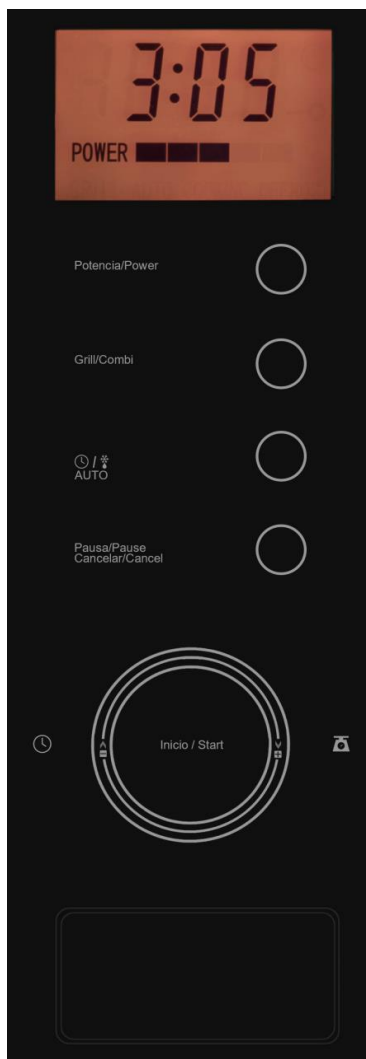 3:05
POWER
Potencia/Power
Grill/Combi
/
AUTO
Pausa/Pause
Cancelar/Cancel
Inicio / Start